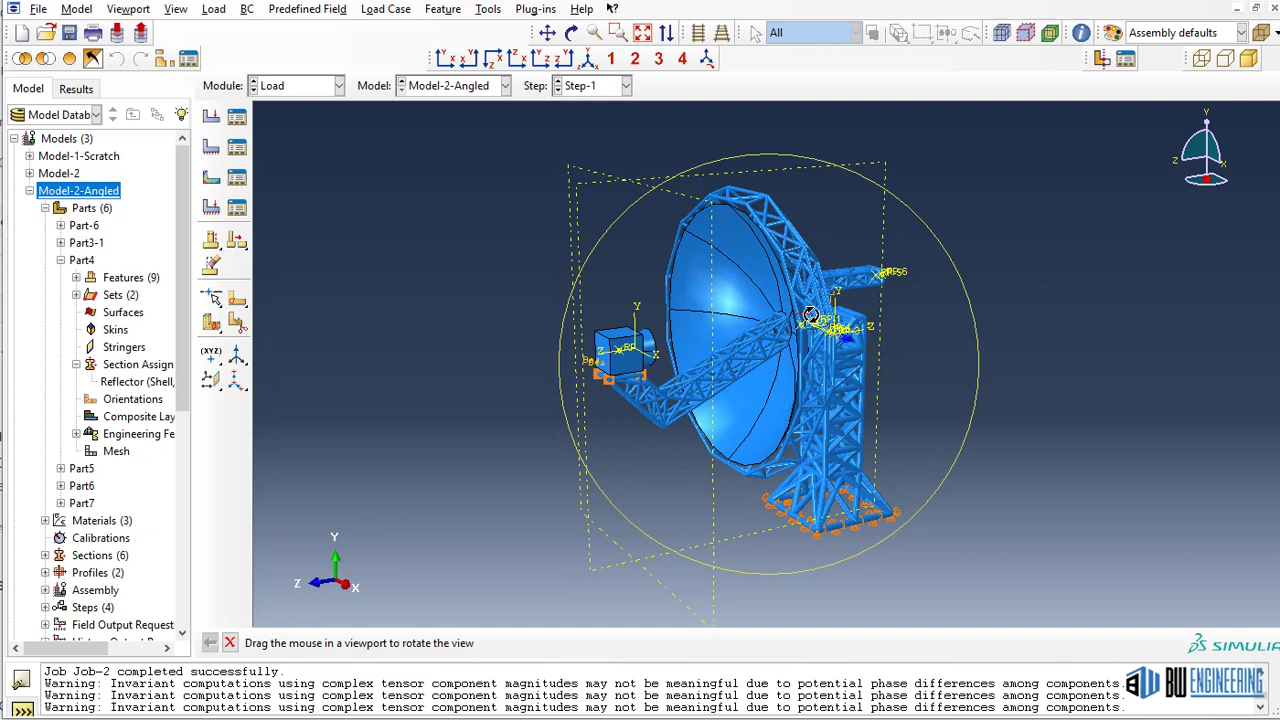 File Model Viewport View Load BC Predefined Field Load Case Feature Tools Plug-ins Help
All
Assembly defaults
1 2 3 4
Model Results
Module: Load Model: Model-2-Angled Step: Step-1
Model Datab
Models (3)
Model-1-Scratch
Model-2
Model-2-Angled
Parts (6)
Part-6
Part3-1
Part4
Features (9)
Sets (2)
Surfaces
Skins
Stringers
Section Assign
Reflector (Shell,
Orientations
Composite Lay
Engineering Fe
Mesh
Part5
Part6
Part7
Materials (3)
Calibrations
Sections (6)
Profiles (2)
Assembly
Steps (4)
Field Output Request
(XYZ)
Y
Z
X
Y
Z
X
RP
Y
Z
Y
Z
X
Drag the mouse in a viewport to rotate the view
SIMULIA
Job Job-2 completed successfully.
Warning: Invariant computations using complex tensor component magnitudes may not be meaningful due to potential phase differences among components.
Warning: Invariant computations using complex tensor component magnitudes may not be meaningful due to potential phase differences among components.
Warning: Invariant computations using complex tensor component magnitudes may not be meaningful due to potential phase differences among components.
BW ENGINEERING